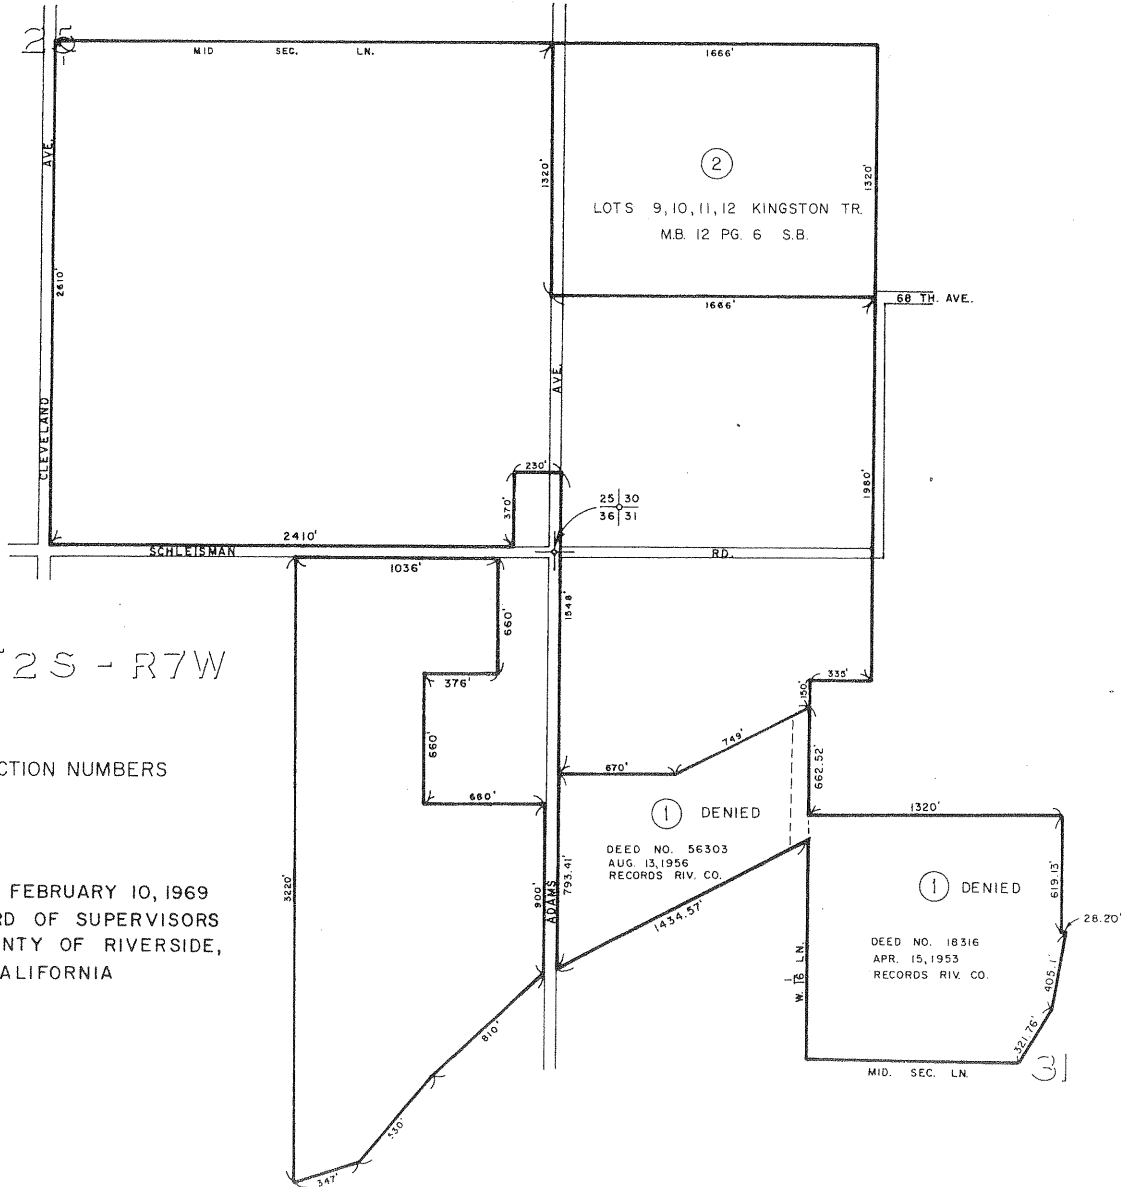 25
MID SEC. LN.
1666'
AVE.
1320'
2
1320'
LOTS 9,10,11,12 KINGSTON TR.
M.B. 12 PG. 6 S.B.
2610'
1666'
68 TH. AVE.
AVE.
CLEVELAND
230'
370'
25 30
36 31
1980'
2410'
SCHLEISMAN
RD.
1036'
1548'
660'
T2S - R7W
376'
335'
150'
660'
749'
662.52'
670'
CTION NUMBERS
660'
1 DENIED
1320'
DEED NO. 56303
AUG. 13,1956
RECORDS RIV. CO.
619.13'
3220'
793.41'
1 DENIED
FEBRUARY 10, 1969
RD OF SUPERVISORS
NTY OF RIVERSIDE,
ALIFORNIA
900'
ADAMS
1434.57'
28.20'
DEED NO. 18316
APR. 15,1953
RECORDS RIV. CO.
405.1'
W. 16 LN.
810'
321.76'
MID. SEC. LN.
31
530'
347'